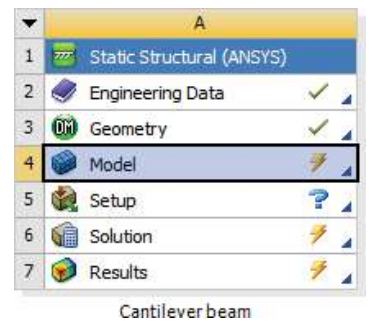 A
1 Static Structural (ANSYS)
2 Engineering Data
3 DM Geometry
4 Model
5 Setup
6 Solution
7 Results
Cantilever beam